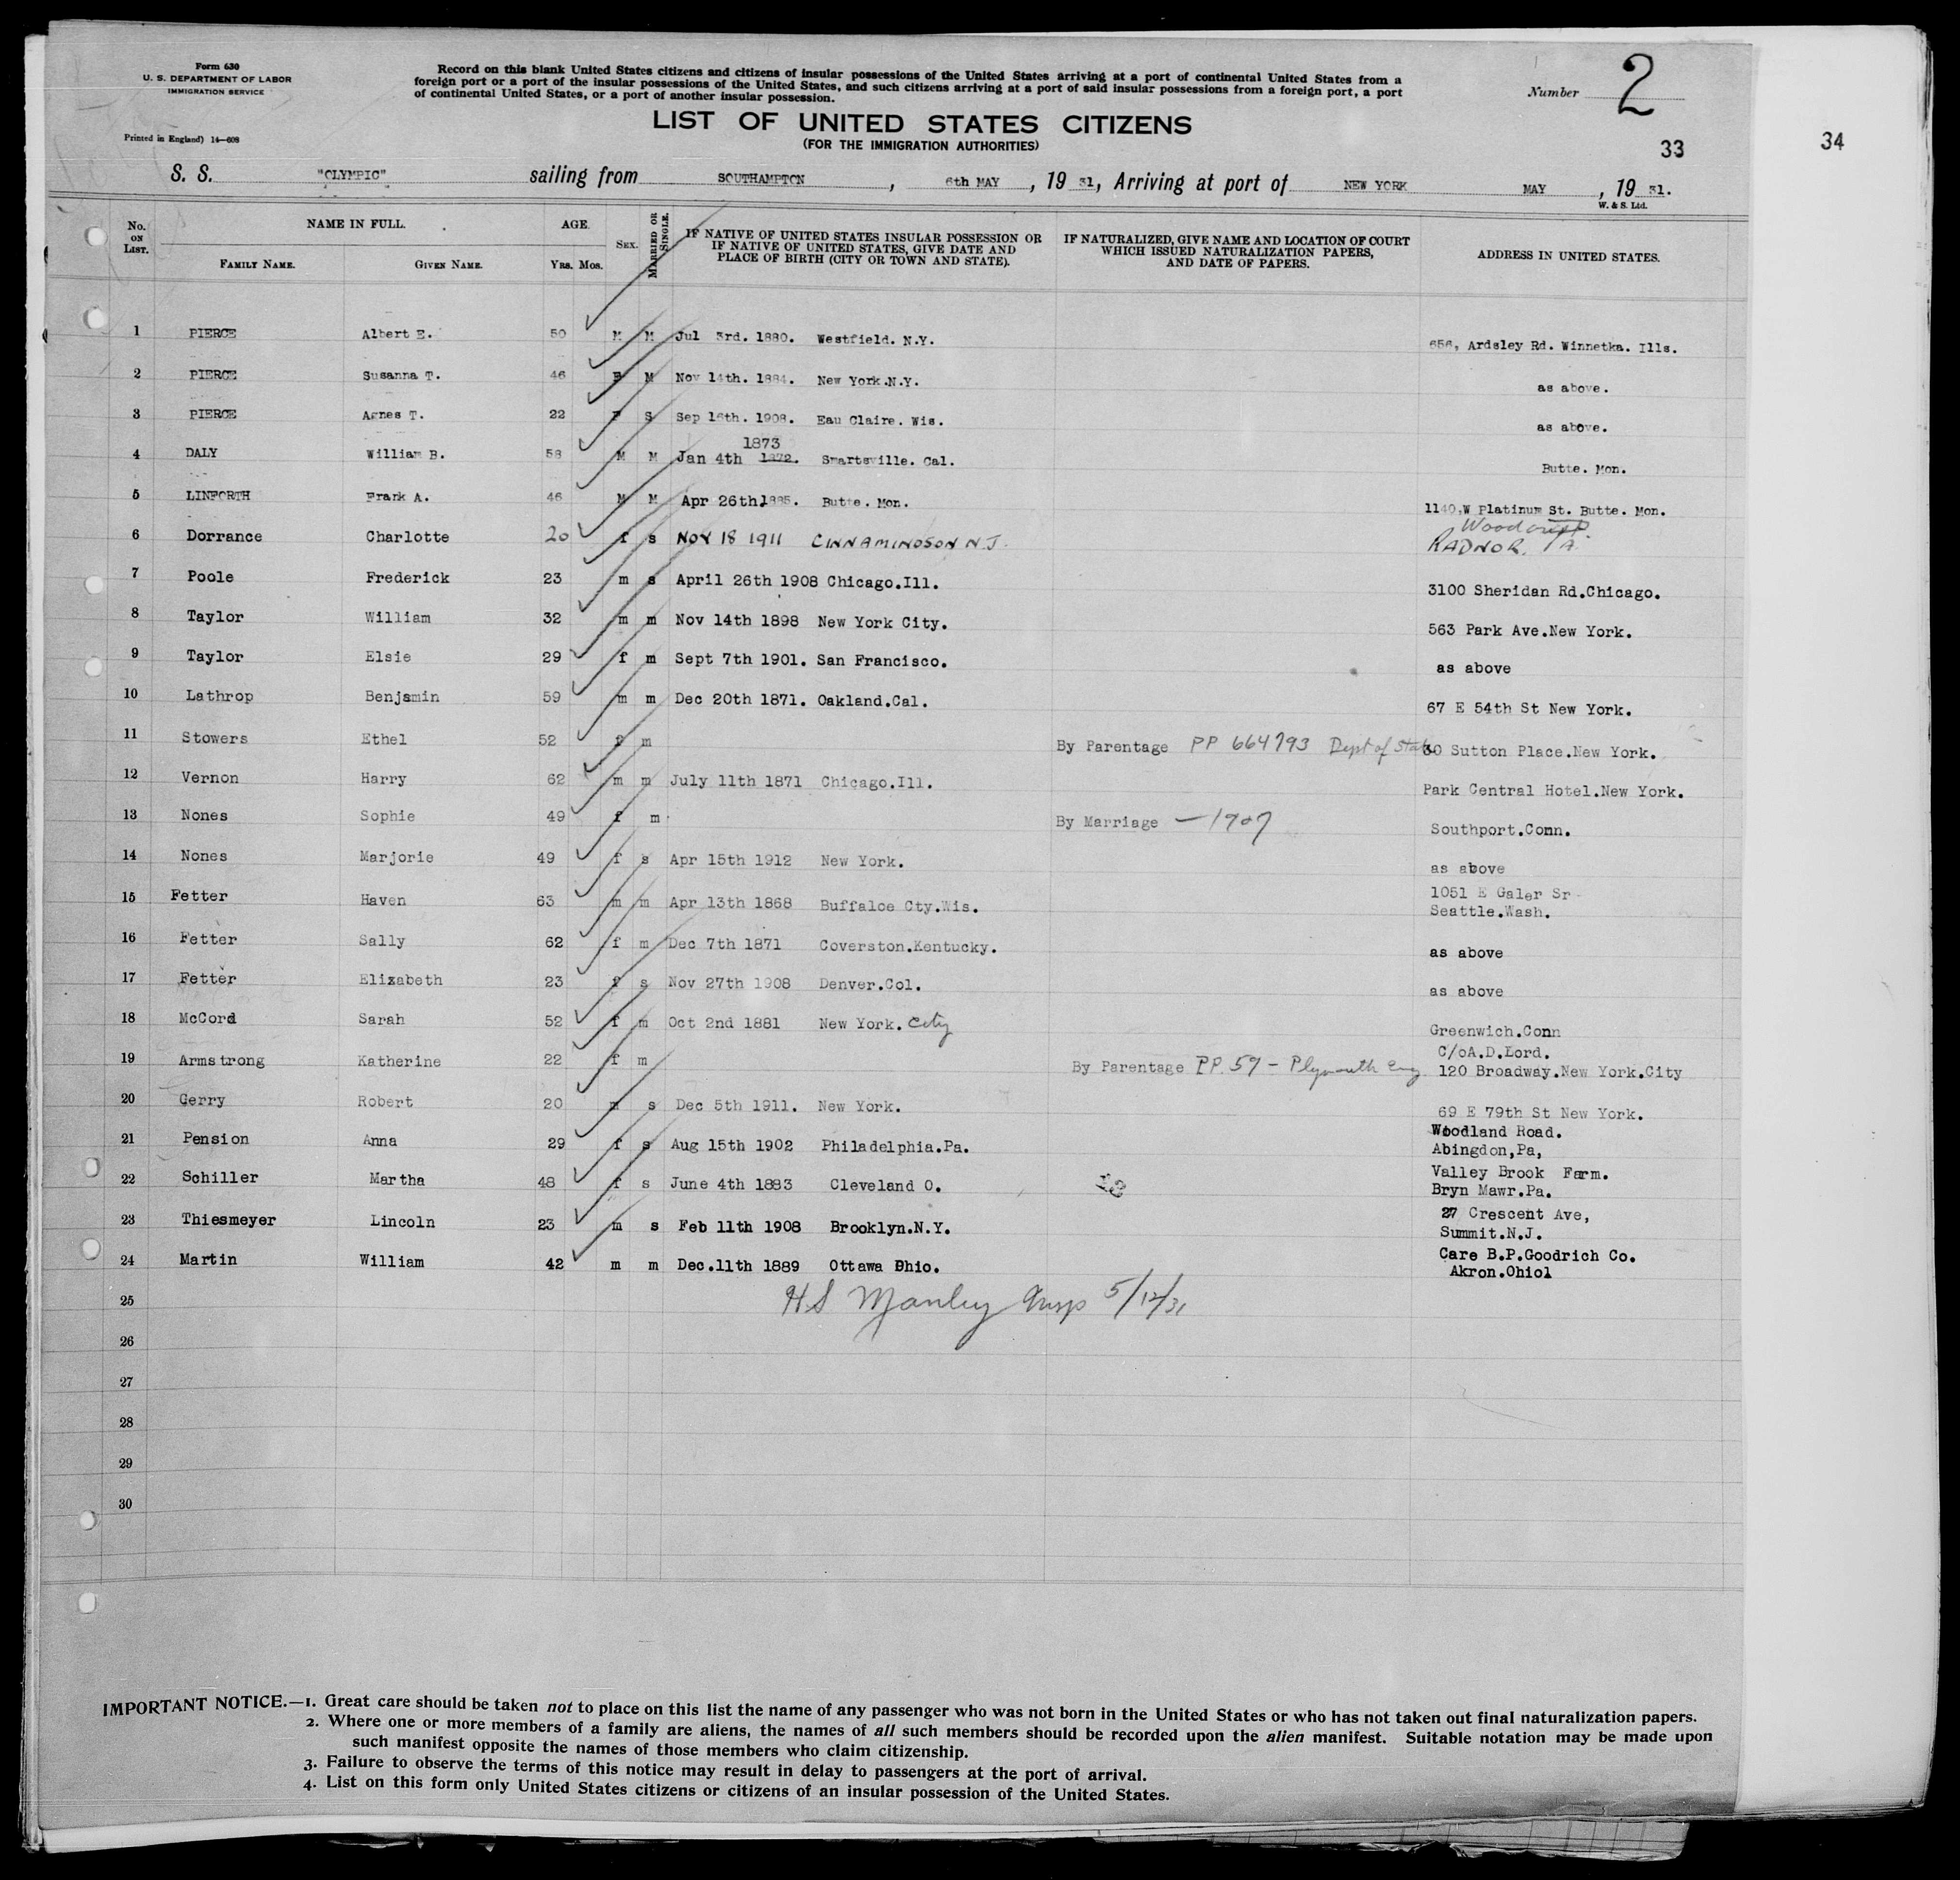 Form 630
U. S. DEPARTMENT OF LABOR
IMMIGRATION SERVICE
Printed in England) 14—608
Record on this blank United States citizens and citizens of insular possessions of the United States arriving at a port of continental United States from a
foreign port or a port of the insular possessions of the United States, and such citizens arriving at a port of said insular possessions from a foreign port, a port
of continental United States, or a port of another insular possession.
Number 2
LIST OF UNITED STATES CITIZENS
(FOR THE IMMIGRATION AUTHORITIES)
33
34
S. S. "OLYMPIC" sailing from SOUTHAMPTON, 6th MAY, 19 31, Arriving at port of NEW YORK MAY, 19 31.
W. & S. Ltd.
No. ON LIST. NAME IN FULL. FAMILY NAME. GIVEN NAME. AGE. Yrs. Mos. SEX. MARRIED OR SINGLE. IF NATIVE OF UNITED STATES INSULAR POSSESSION OR IF NATIVE OF UNITED STATES, GIVE DATE AND PLACE OF BIRTH (CITY OR TOWN AND STATE). IF NATURALIZED, GIVE NAME AND LOCATION OF COURT WHICH ISSUED NATURALIZATION PAPERS, AND DATE OF PAPERS. ADDRESS IN UNITED STATES.
1 PIERCE Albert E. 50 M M Jul 3rd. 1880. Westfield. N.Y. 656, Ardsley Rd. Winnetka. Ills.
2 PIERCE Susanna T. 46 F M Nov 14th. 1884. New York.N.Y. as above.
3 PIERCE Agnes T. 22 F S Sep 16th. 1908. Eau Claire. Wis. as above.
1873
4 DALY William B. 58 M M Jan 4th 1872. Smartsville. Cal. Butte. Mon.
5 LINFORTH Frank A. 46 M M Apr 26th.1885. Butte. Mon. 1140,W Platinum St. Butte. Mon.
6 Dorrance Charlotte 20 f s NOV 18 1911 CINNAMINDSON N.J. Woodcrest. RADNOR, PA
7 Poole Frederick 23 m s April 26th 1908 Chicago.Ill. 3100 Sheridan Rd.Chicago.
8 Taylor William 32 m m Nov 14th 1898 New York City. 563 Park Ave.New York.
9 Taylor Elsie 29 f m Sept 7th 1901. San Francisco. as above
10 Lathrop Benjamin 59 m m Dec 20th 1871. Oakland.Cal. 67 E 54th St New York.
11 Stowers Ethel 52 f m By Parentage PP 664793 Dept of State 30 Sutton Place.New York.
12 Vernon Harry 62 m m July 11th 1871 Chicago.Ill. Park Central Hotel.New York.
13 Nones Sophie 49 f m By Marriage — 1907 Southport.Conn.
14 Nones Marjorie 49 f s Apr 15th 1912 New York. as above
15 Fetter Haven 63 m m Apr 13th 1868 Buffaloe Cty.Wis. 1051 E Galer Sr Seattle.Wash.
16 Fetter Sally 62 f m Dec 7th 1871 Coverston.Kentucky. as above
17 Fetter Elizabeth 23 f s Nov 27th 1908 Denver.Col. as above
18 McCord Sarah 52 f m Oct 2nd 1881 New York. City Greenwich.Conn
19 Armstrong Katherine 22 f m By Parentage PP. 59 - Plymouth Eng C/oA.D.Lord. 120 Broadway.New York.City
20 Gerry Robert 20 m s Dec 5th 1911. New York. 69 E 79th St New York.
21 Pension Anna 29 f s Aug 15th 1902 Philadelphia.Pa. Woodland Road. Abingdon,Pa,
22 Schiller Martha 48 f s June 4th 1883 Cleveland O. Valley Brook Farm. Bryn Mawr.Pa.
23 Thiesmeyer Lincoln 23 m s Feb 11th 1908 Brooklyn.N.Y. 27 Crescent Ave, Summit.N.J.
24 Martin William 42 m m Dec.11th 1889 Ottawa Ohio. Care B.P.Goodrich Co. Akron.Ohio1
25
H S Manley Insp 5/12/31
26
27
28
29
30
IMPORTANT NOTICE.—1. Great care should be taken not to place on this list the name of any passenger who was not born in the United States or who has not taken out final naturalization papers.
2. Where one or more members of a family are aliens, the names of all such members should be recorded upon the alien manifest. Suitable notation may be made upon
such manifest opposite the names of those members who claim citizenship.
3. Failure to observe the terms of this notice may result in delay to passengers at the port of arrival.
4. List on this form only United States citizens or citizens of an insular possession of the United States.